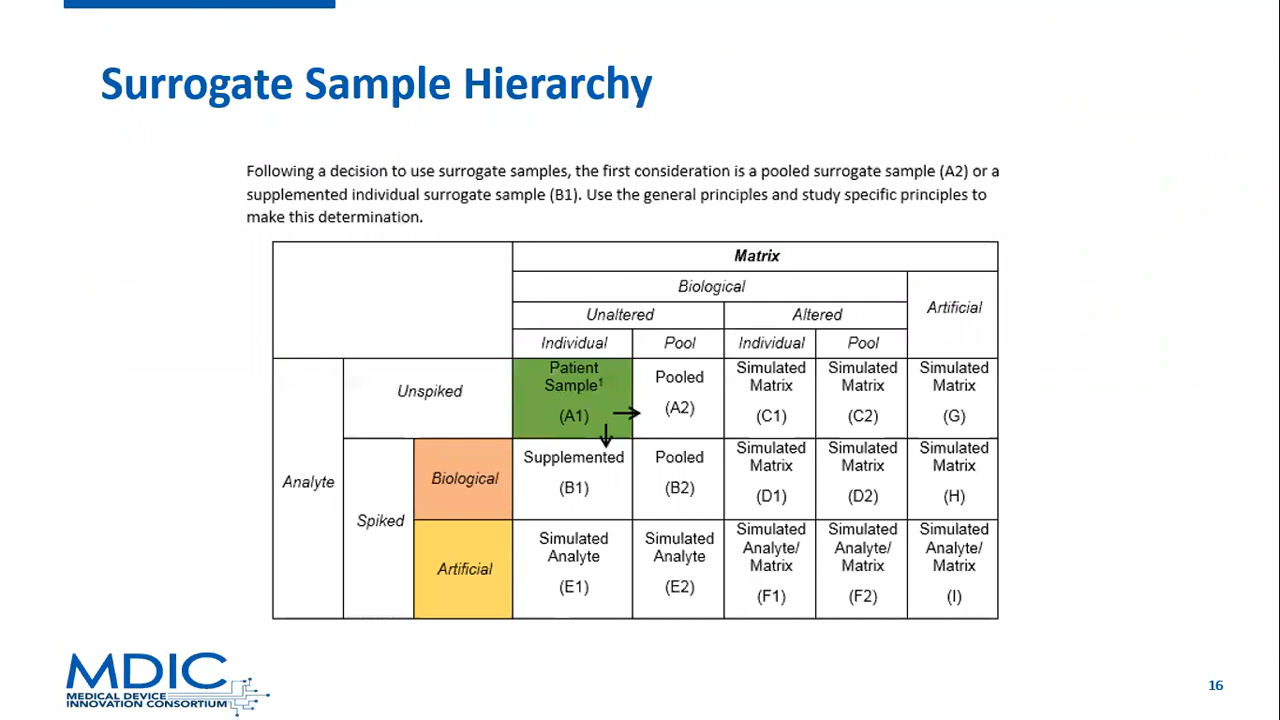 Surrogate Sample Hierarchy
Following a decision to use surrogate samples, the first consideration is a pooled surrogate sample (A2) or a
supplemented individual surrogate sample (B1). Use the general principles and study specific principles to
make this determination.
Matrix
Biological
Artificial
Unaltered
Altered
Individual
Pool
Individual
Pool
Analyte
Unspiked
Patient
Sample¹
(A1)
Pooled
(A2)
Simulated
Matrix
(C1)
Simulated
Matrix
(C2)
Simulated
Matrix
(G)
Spiked
Biological
Supplemented
(B1)
Pooled
(B2)
Simulated
Matrix
(D1)
Simulated
Matrix
(D2)
Simulated
Matrix
(H)
Artificial
Simulated
Analyte
(E1)
Simulated
Analyte
(E2)
Simulated
Analyte/
Matrix
(F1)
Simulated
Analyte/
Matrix
(F2)
Simulated
Analyte/
Matrix
(I)
MDIC
MEDICAL DEVICE
INNOVATION CONSORTIUM
16